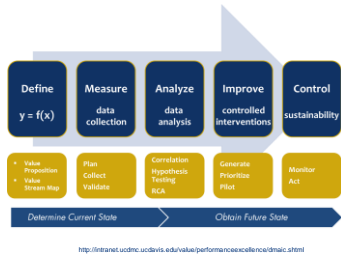 Define
y = f(x)
Measure
data
collection
Analyze
data
analysis
Improve
controlled
interventions
Control
sustainability
• Value
Proposition
• Value
Stream Map
Plan
Collect
Validate
Correlation
Hypothesis
Testing
RCA
Generate
Prioritize
Pilot
Monitor
Act
Determine Current State
Obtain Future State
http://intranet.ucdmc.ucdavis.edu/value/performanceexcellence/dmaic.shtml